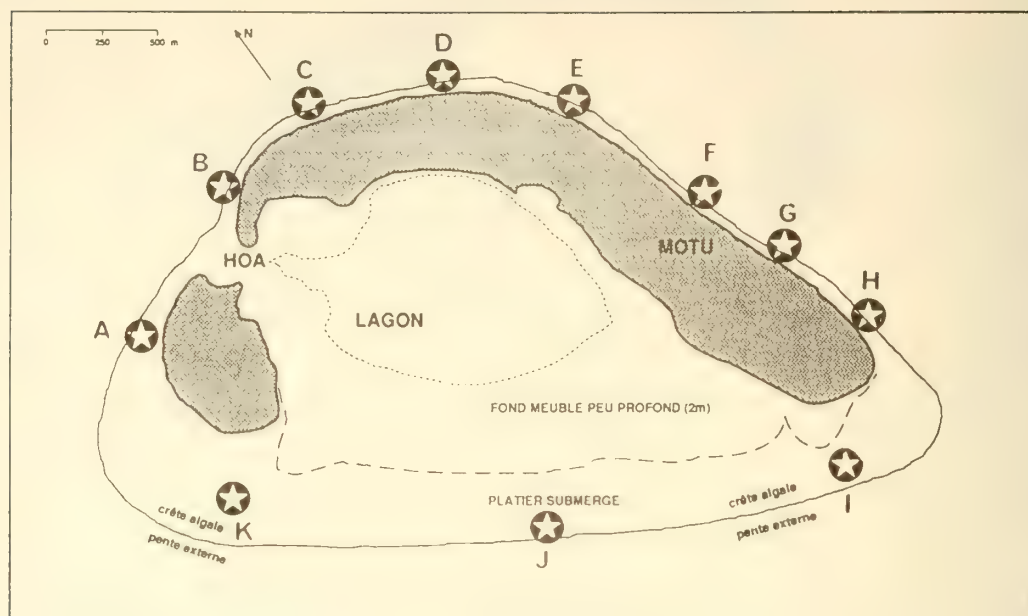 0 250 500 m
N
D
C
E
B
F
G
MOTU
HOA
H
A
LAGON
FOND MEUBLE PEU PROFOND (2m)
PLATIER SUBMERGE
crête algale
pente externe
K
J
crête algale
pente externe
I